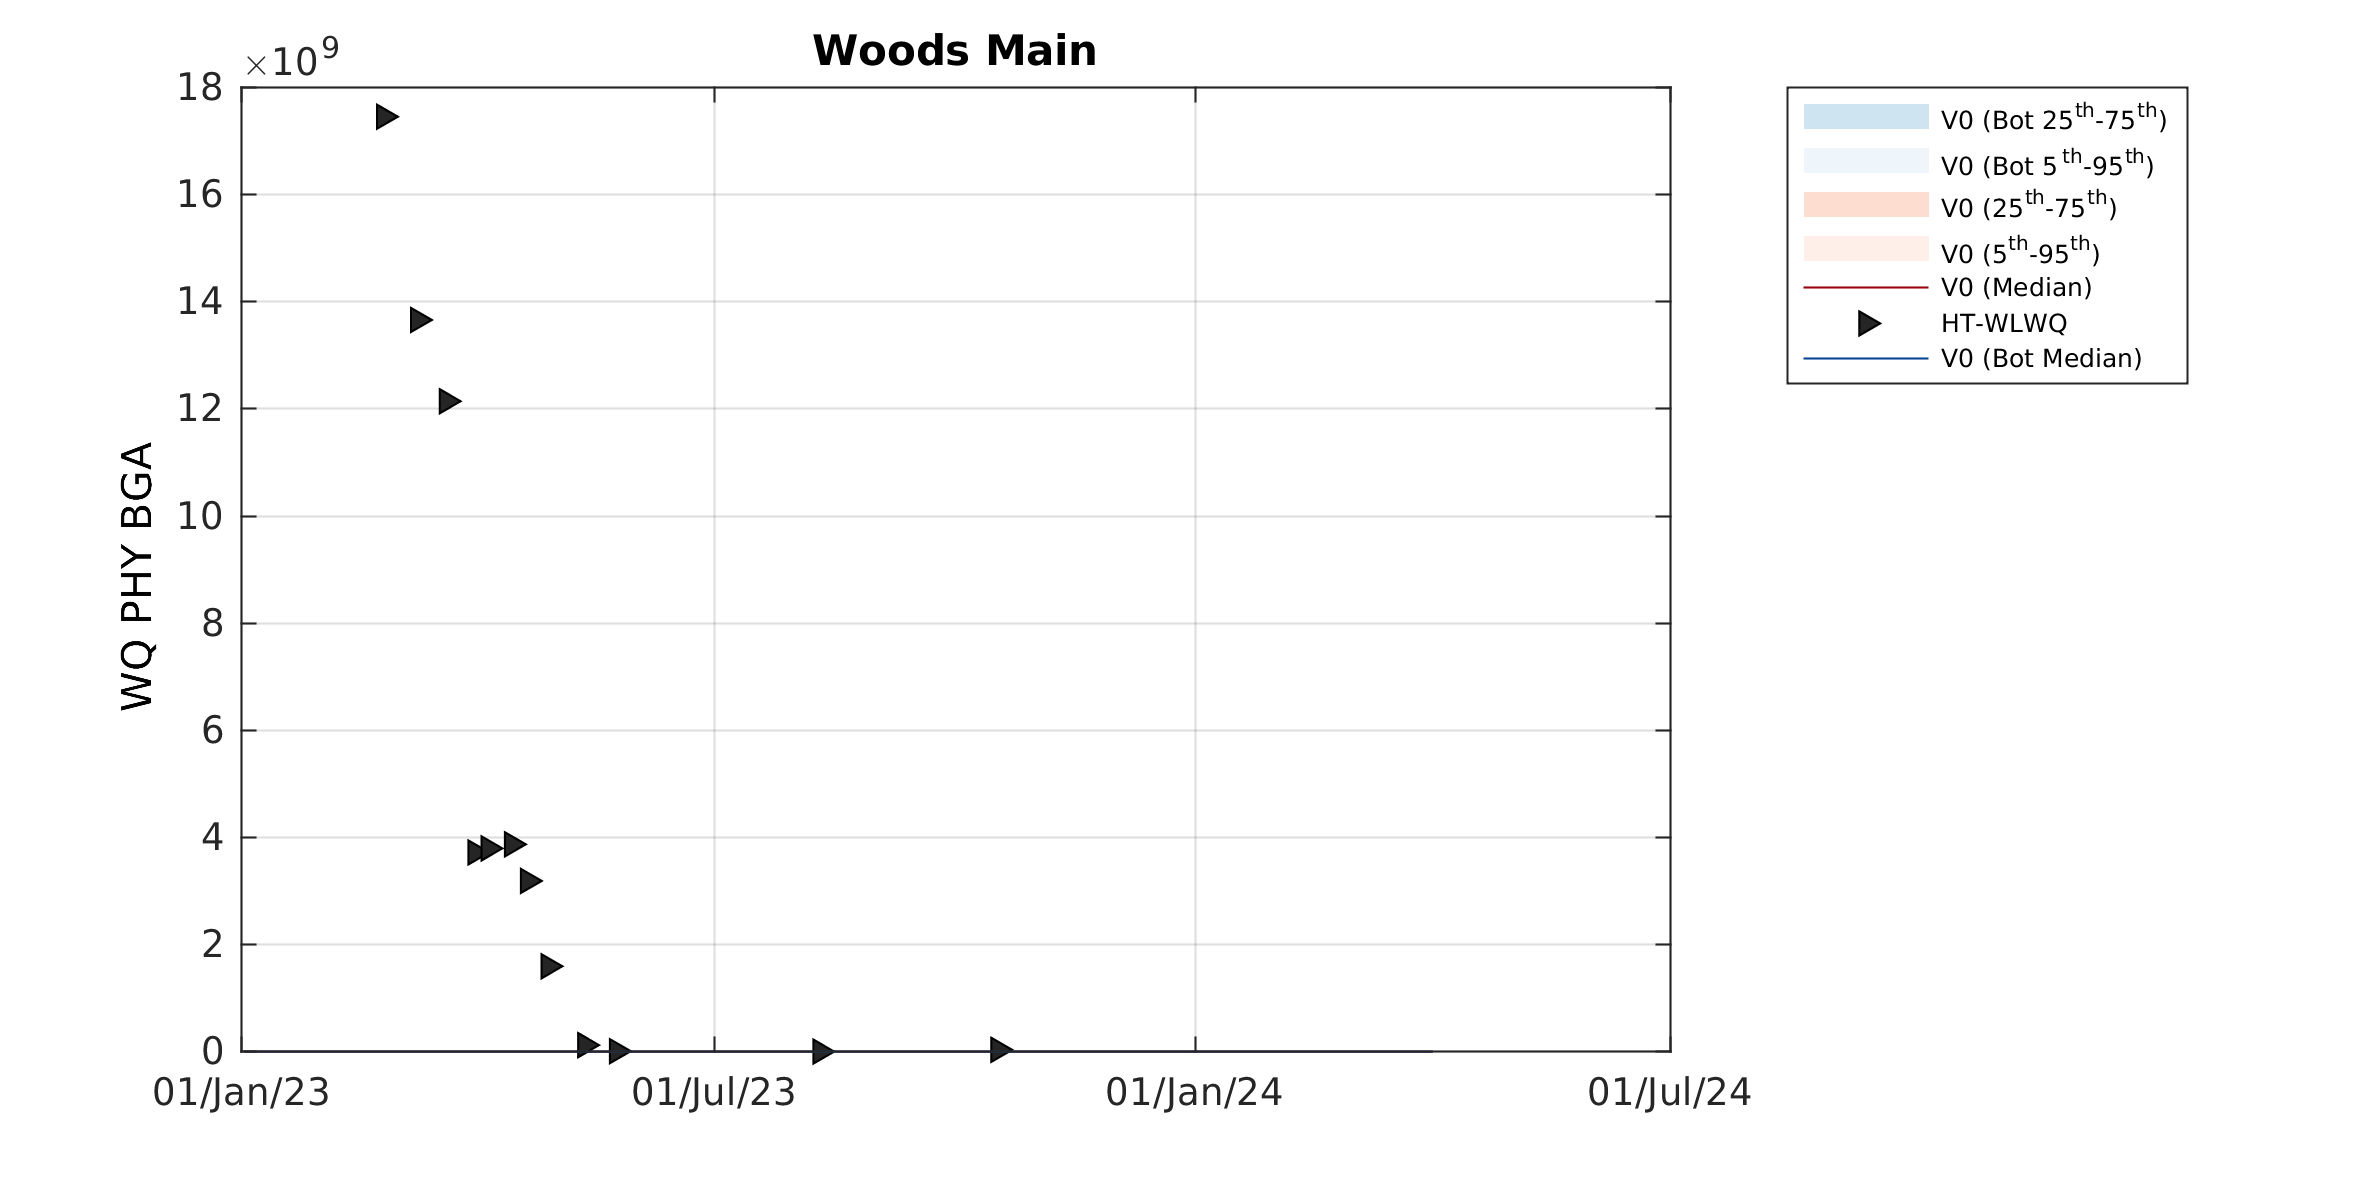 Woods Main
×10^9
18
16
14
12
10
8
6
4
2
0
WQ PHY BGA
01/Jan/23
01/Jul/23
01/Jan/24
01/Jul/24
V0 (Bot 25th-75th)
V0 (Bot 5th-95th)
V0 (25th-75th)
V0 (5th-95th)
V0 (Median)
HT-WLWQ
V0 (Bot Median)